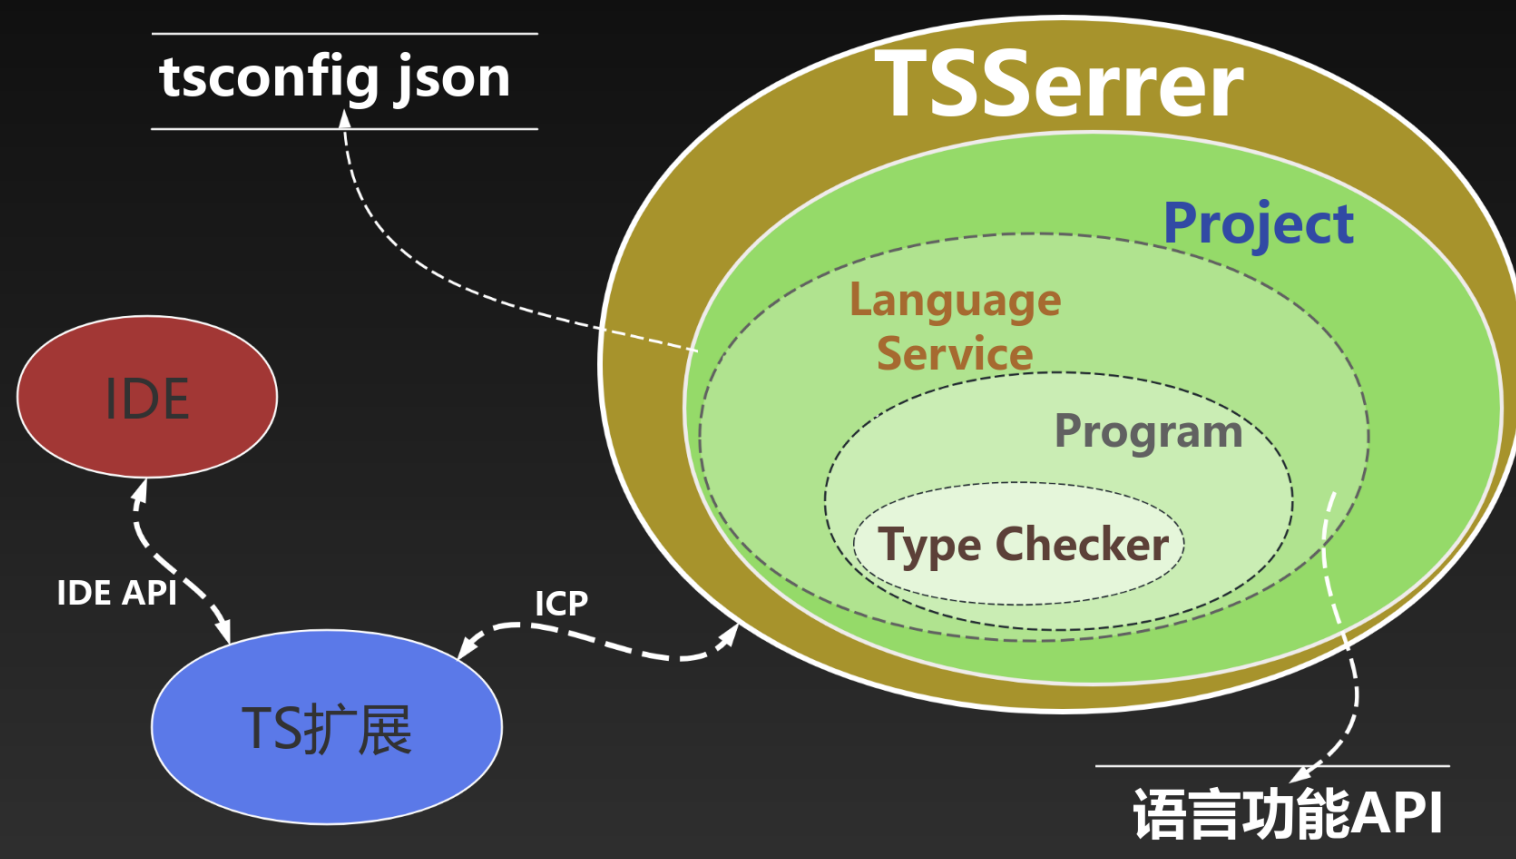 tsconfig json
TSSerrer
Project
Language
Service
Program
Type Checker
IDE
IDE API
ICP
TS扩展
语言功能API